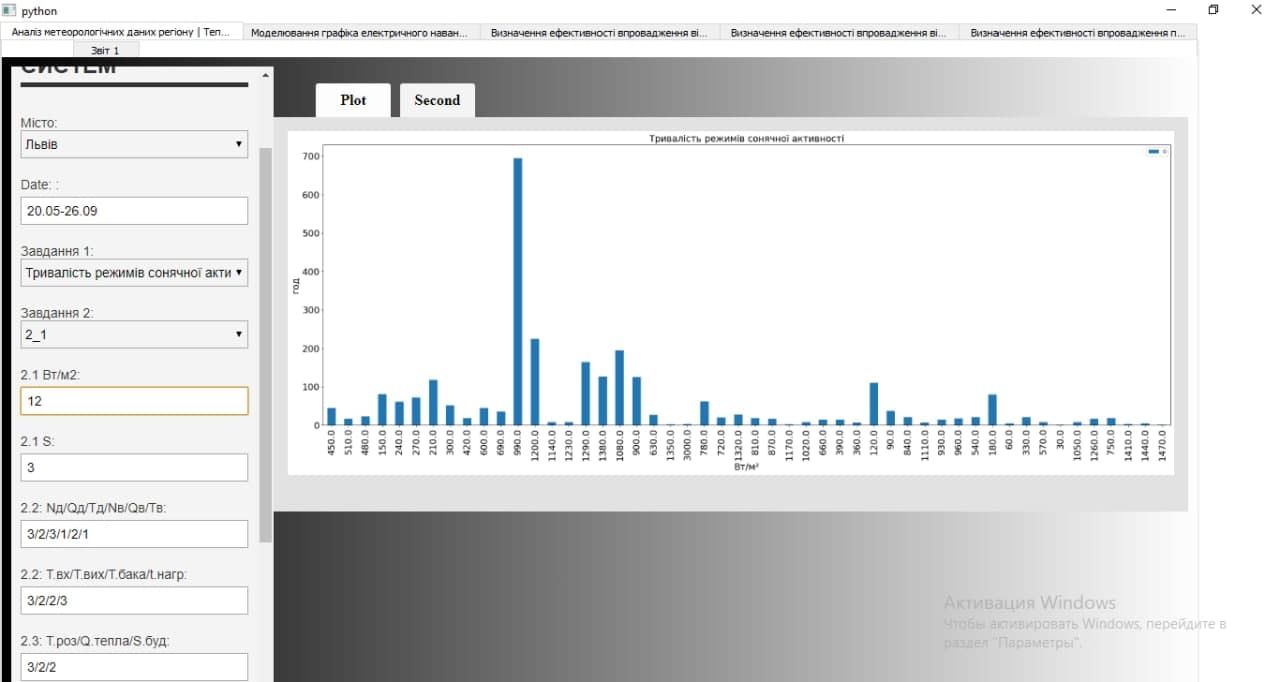 python
Аналіз метеорологічних даних регіону | Теп...
Моделювання графіка електричного наван...
Визначення ефективності впровадження ві...
Визначення ефективності впровадження ві...
Визначення ефективності впровадження п...
Звіт 1
СИСТЕМ
Місто:
Львів
Date: :
20.05-26.09
Завдання 1:
Тривалість режимів сонячної акти
Завдання 2:
2_1
2.1 Вт/м2:
12
2.1 S:
3
2.2: Nд/Qд/Тд/Nв/Qв/Тв:
3/2/3/1/2/1
2.2: Т.вх/Т.вих/Т.бака/t.нагр:
3/2/2/3
2.3: Т.роз/Q.тепла/S.буд:
3/2/2
Plot
Second
Тривалість режимів сонячної активності
0
700
600
500
400
300
200
100
0
год
450.0
510.0
480.0
150.0
240.0
270.0
210.0
300.0
420.0
600.0
690.0
990.0
1200.0
1140.0
1230.0
1290.0
1380.0
1080.0
900.0
630.0
1350.0
3000.0
780.0
720.0
1320.0
810.0
870.0
1170.0
1020.0
660.0
390.0
360.0
120.0
90.0
840.0
1110.0
930.0
960.0
540.0
180.0
60.0
330.0
570.0
30.0
1050.0
1260.0
750.0
1410.0
1440.0
1470.0
Вт/м²
Активация Windows
Чтобы активировать Windows, перейдите в
раздел "Параметры".